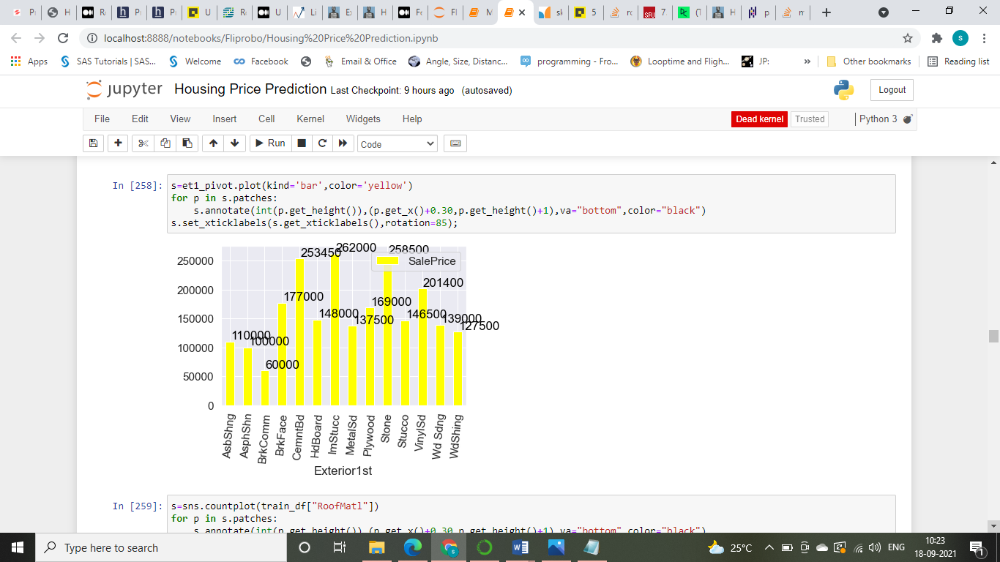 localhost:8888/notebooks/Fliprobo/Housing%20Price%20Prediction.ipynb
S
Apps
SAS Tutorials | SAS...
Welcome
Facebook
Email & Office
Angle, Size, Distanc...
programming - Fro...
Looptime and Fligh...
JP:
»
Other bookmarks
Reading list
jupyter Housing Price Prediction Last Checkpoint: 9 hours ago (autosaved)
Logout
File Edit View Insert Cell Kernel Widgets Help
Dead kernel
Trusted
Python 3
Run
Code
In [258]:
s=et1_pivot.plot(kind='bar',color='yellow')
for p in s.patches:
s.annotate(int(p.get_height()),(p.get_x()+0.30,p.get_height()+1),va="bottom",color="black")
s.set_xticklabels(s.get_xticklabels(),rotation=85);
250000
200000
150000
100000
50000
0
110000
100000
60000
177000
253450
148000
262000
137500
169000
258500
146500
201400
139000
127500
SalePrice
AsbShng
AsphShn
BrkComm
BrkFace
CemntBd
HdBoard
ImStucc
MetalSd
Plywood
Stone
Stucco
VinylSd
Wd Sdng
WdShing
Exterior1st
In [259]:
s=sns.countplot(train_df["RoofMatl"])
for p in s.patches:
s.annotate(int(p.get_height()),(p.get_x()+0.30,p.get_height()+1),va="bottom",color="black")
Type here to search
25°C
ENG
10:23
18-09-2021
1